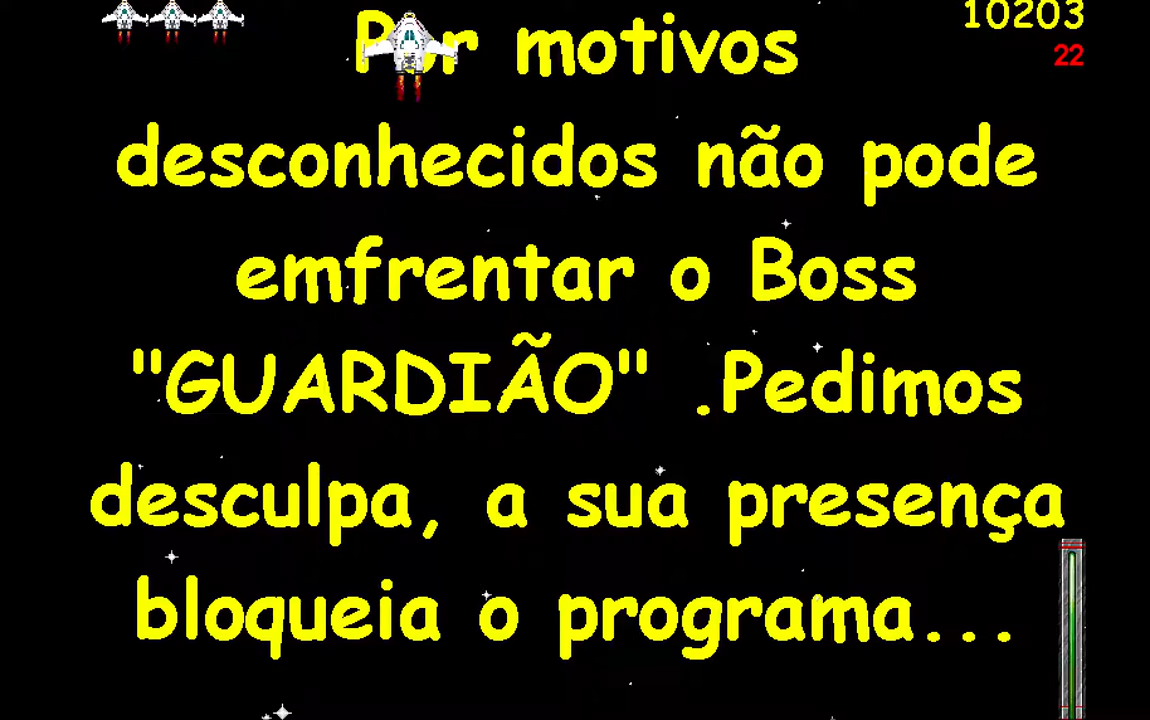 10203
22
Por motivos
desconhecidos não pode
emfrentar o Boss
"GUARDIÃO" .Pedimos
desculpa, a sua presença
bloqueia o programa...